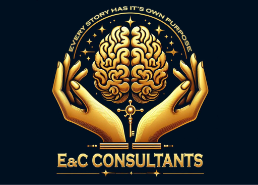 EVERY STORY HAS IT'S OWN PURPOSE
E&C CONSULTANTS